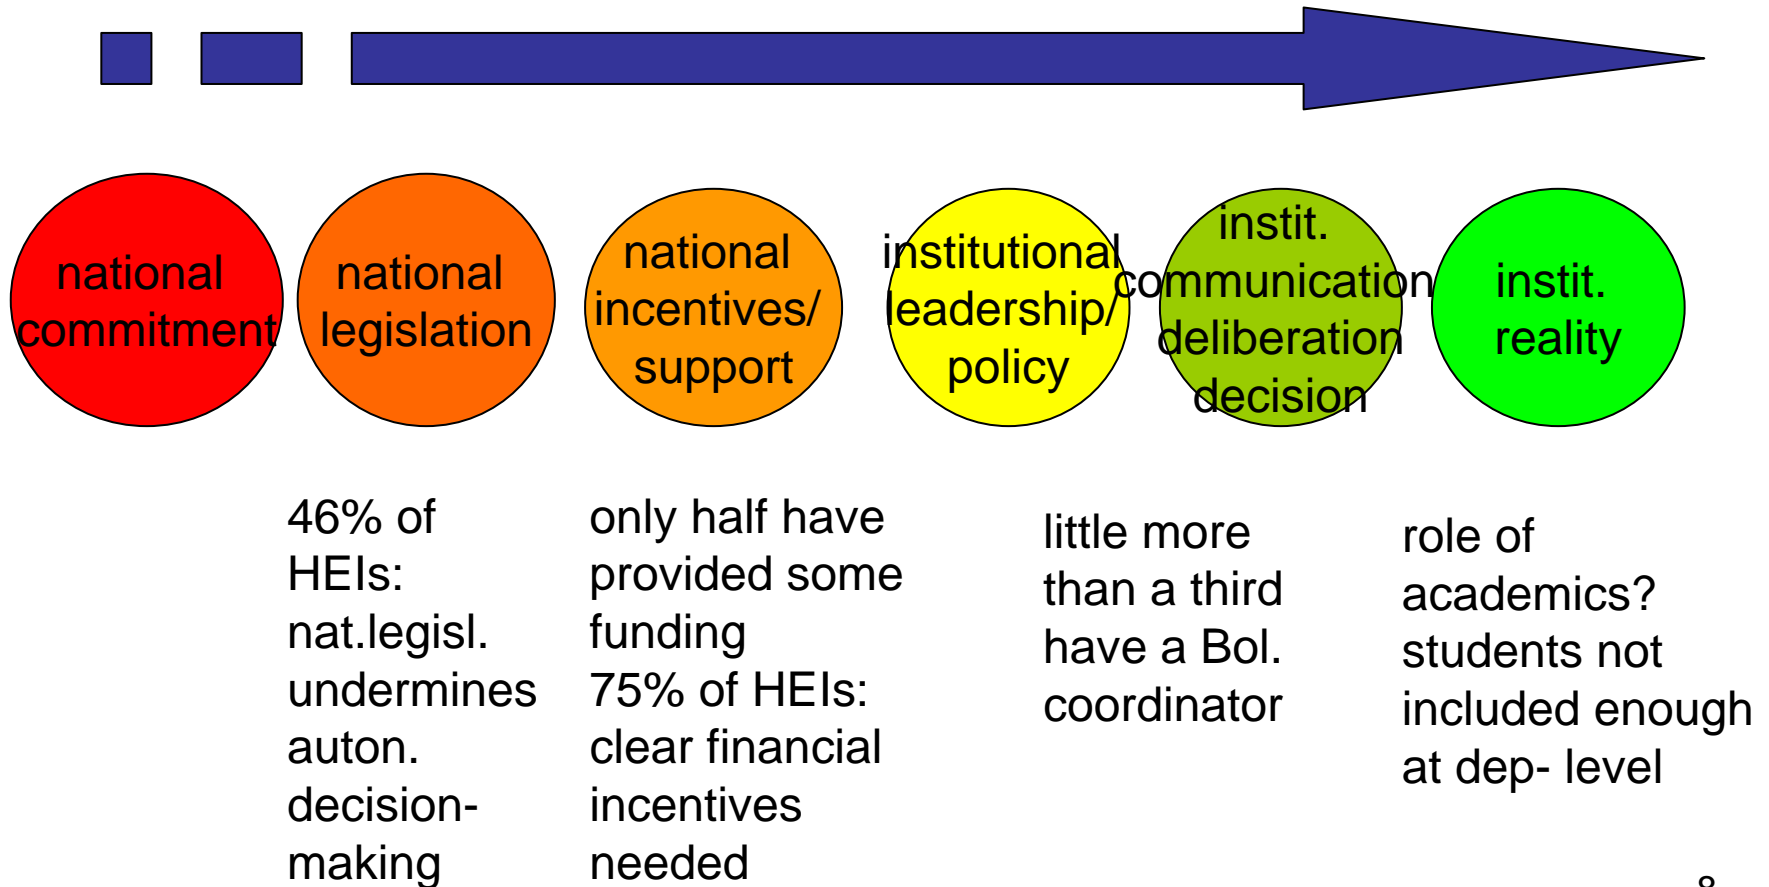 national
commitment
national
legislation
national
incentives/
support
institutional
leadership/
policy
instit.
communication
deliberation
decision
instit.
reality
46% of
HEIs:
nat.legisl.
undermines
auton.
decision-
making
only half have
provided some
funding
75% of HEIs:
clear financial
incentives
needed
little more
than a third
have a Bol.
coordinator
role of
academics?
students not
included enough
at dep- level
8